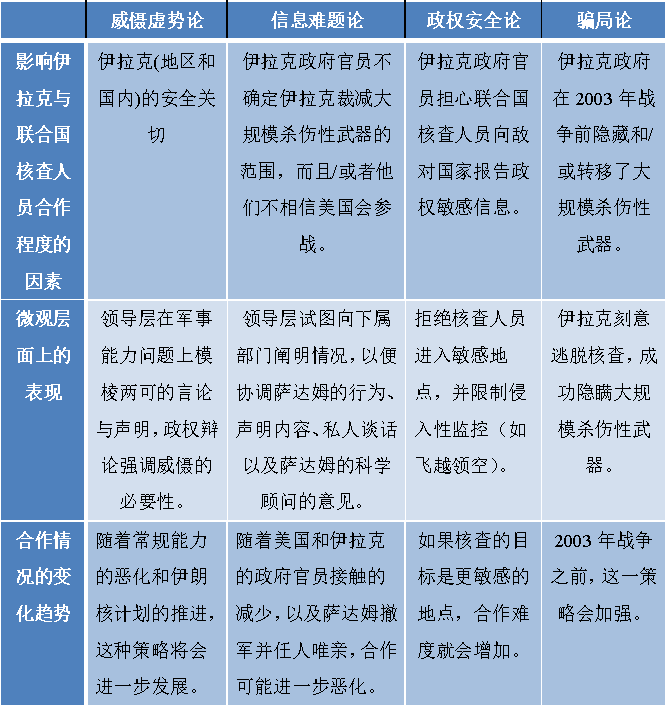 威慑虚势论
信息难题论
政权安全论
骗局论
影响伊
拉克与
联合国
核查人
员合作
程度的
因素
伊拉克(地区和
国内)的安全关
切
伊拉克政府官员不
确定伊拉克裁减大
规模杀伤性武器的
范围，而且/或者他
们不相信美国会参
战。
伊拉克政府官
员担心联合国
核查人员向敌
对国家报告政
权敏感信息。
伊拉克政府
在 2003 年战
争前隐藏和/
或转移了大
规模杀伤性
武器。
微观层
面上的
表现
领导层在军事
能力问题上模
棱两可的言论
与声明，政权辩
论强调威慑的
必要性。
领导层试图向下属
部门阐明情况，以便
协调萨达姆的行为、
声明内容、私人谈话
以及萨达姆的科学
顾问的意见。
拒绝核查人员
进入敏感地
点，并限制侵
入性监控（如
飞越领空）。
伊拉克刻意
逃脱核查，成
功隐瞒大规
模杀伤性武
器。
合作情
况的变
化趋势
随着常规能力
的恶化和伊朗
核计划的推进，
这种策略将会
进一步发展。
随着美国和伊拉克
的政府官员接触的
减少，以及萨达姆撤
军并任人唯亲，合作
可能进一步恶化。
如果核查的目
标是更敏感的
地点，合作难
度就会增加。
2003 年战争
之前，这一策
略会加强。